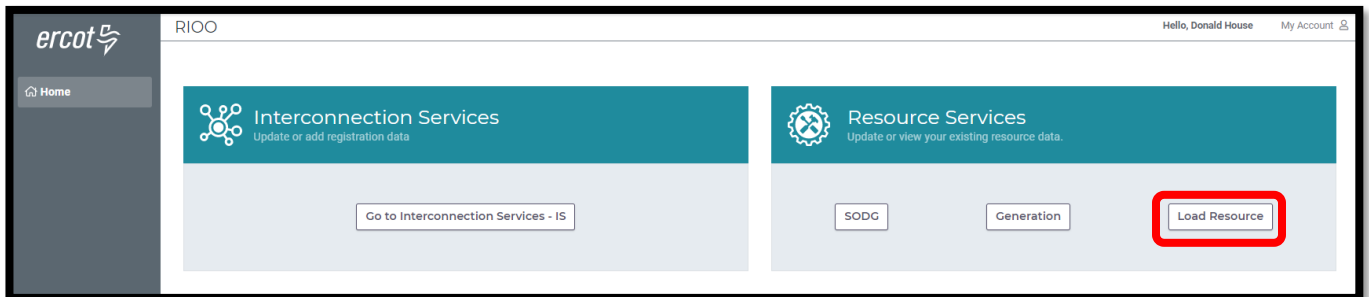 ercot
RIOO
Hello, Donald House
My Account
Home
Interconnection Services
Update or add registration data
Go to Interconnection Services - IS
Resource Services
Update or view your existing resource data.
SODG
Generation
Load Resource